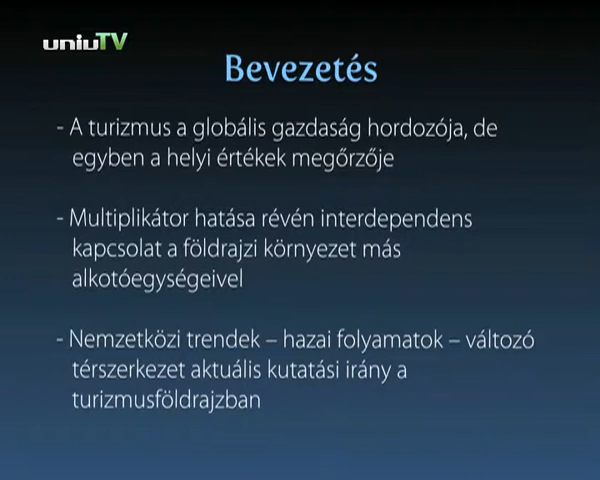 uniuTV
Bevezetés
- A turizmus a globális gazdaság hordozója, de
egyben a helyi értékek megőrzője
- Multiplikátor hatása révén interdependens
kapcsolat a földrajzi környezet más
alkotóegységeivel
- Nemzetközi trendek – hazai folyamatok – változó
térszerkezet aktuális kutatási irány a
turizmusföldrajzban